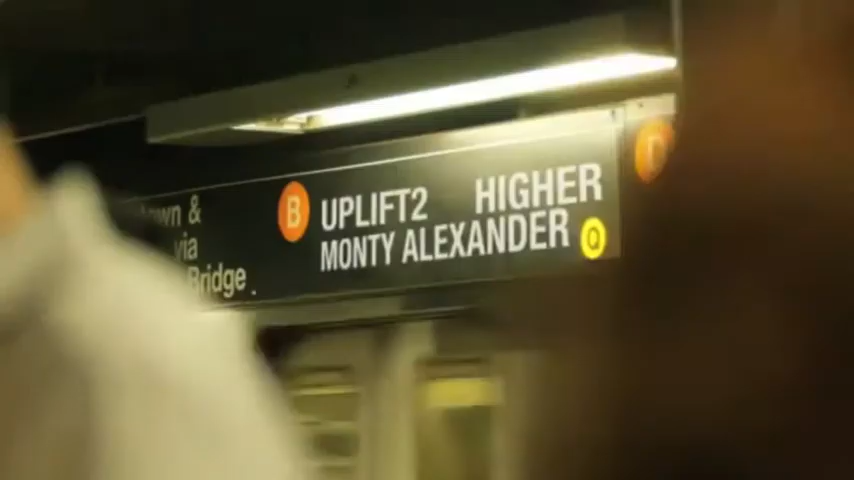 & 
via
Bridge
B UPLIFT2 HIGHER
MONTY ALEXANDER Q
D